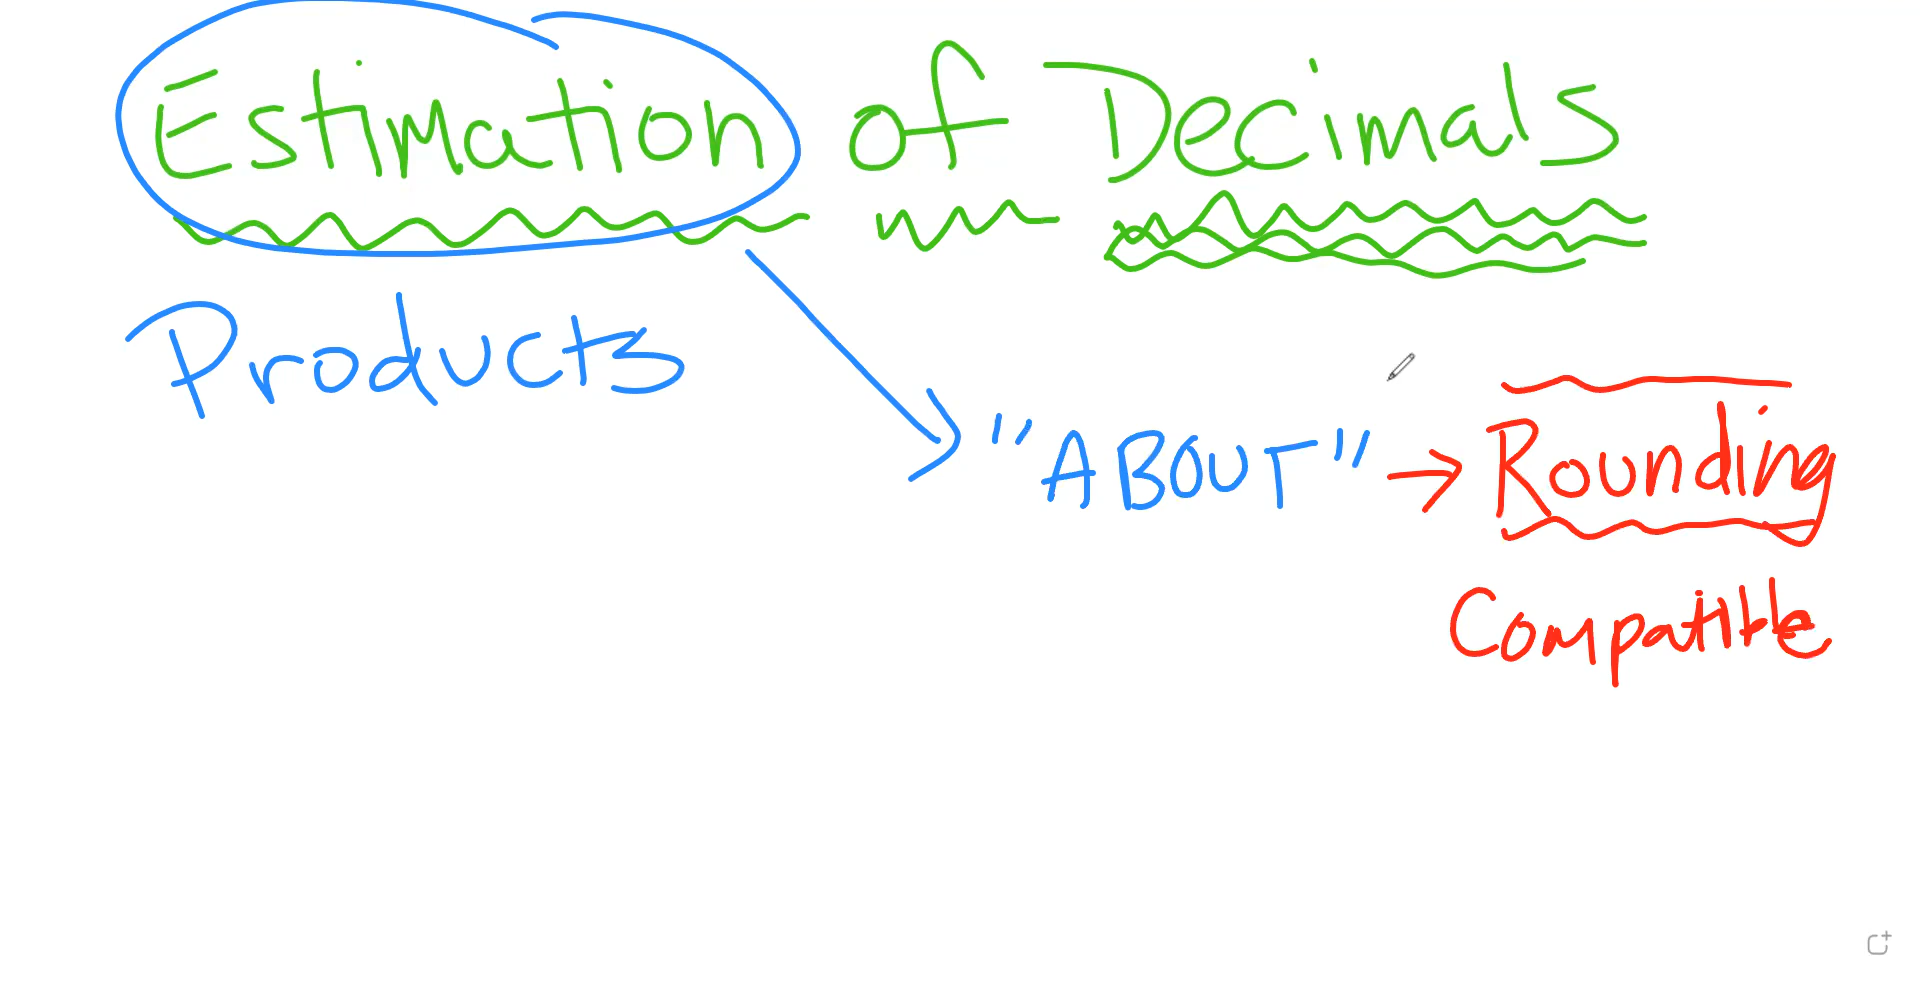 Estimation of Decimals
Products
"ABOUT" → Rounding
Compatible